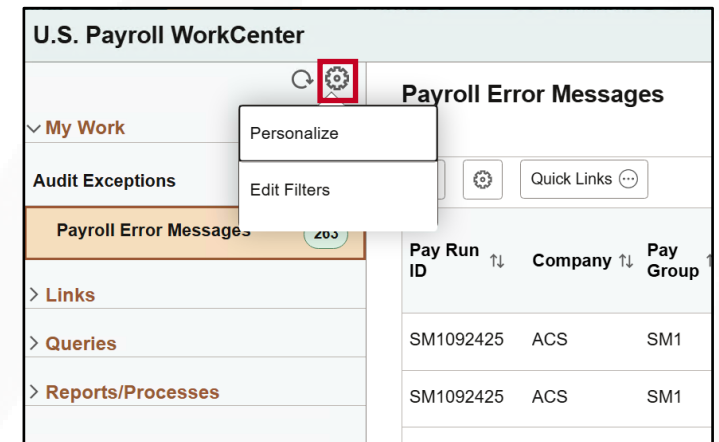 U.S. Payroll WorkCenter
Payroll Error Messages
My Work
Personalize
Audit Exceptions
Edit Filters
Quick Links
Payroll Error Messages 263
Pay Run ID
Company
Pay Group
Links
Queries
SM1092425 ACS SM1
Reports/Processes
SM1092425 ACS SM1